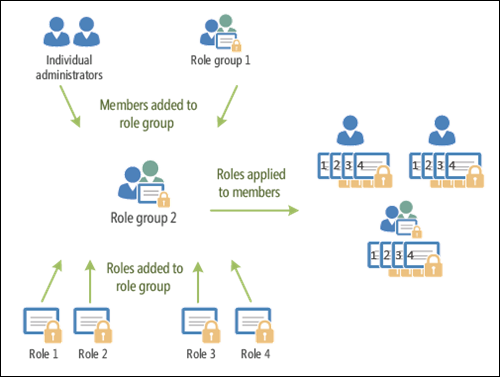 Individual
administrators
Role group 1
Members added to
role group
Role group 2
Roles applied
to members
1 2 3 4
1 2 3 4
1 2 3 4
Roles added to
role group
Role 1
Role 2
Role 3
Role 4